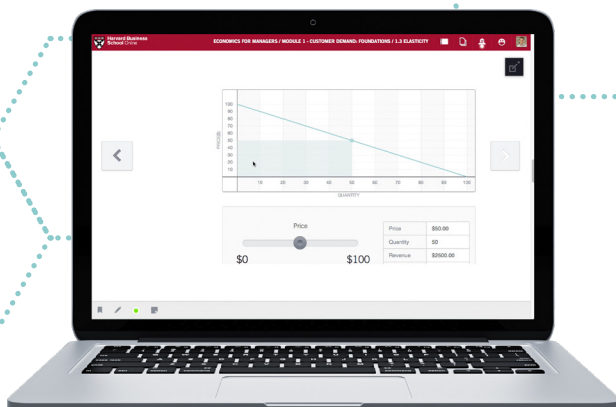 Harvard Business
School Online
ECONOMICS FOR MANAGERS / MODULE 1 - CUSTOMER DEMAND: FOUNDATIONS / 1.3 ELASTICITY
100
90
80
70
60
50
40
30
20
10
PRICE($)
10 20 30 40 50 60 70 80 90 100
QUANTITY
Price
$0 $100
Price $50.00
Quantity 50
Revenue $2500.00